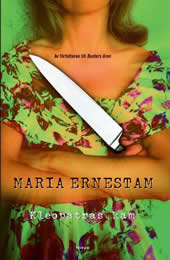 Av författaren till Busters öron
MARIA ERNESTAM
Kleopatras kam